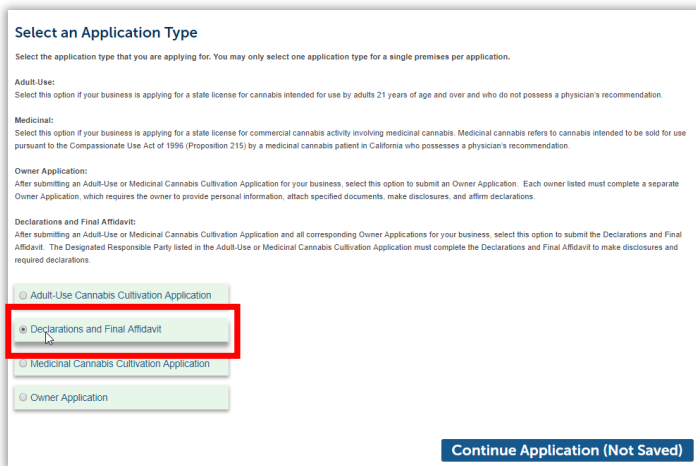 Select an Application Type
Select the application type that you are applying for. You may only select one application type for a single premises per application.
Adult-Use:
Select this option if your business is applying for a state license for cannabis intended for use by adults 21 years of age and over and who do not possess a physician's recommendation.
Medicinal:
Select this option if your business is applying for a state license for commercial cannabis activity involving medicinal cannabis. Medicinal cannabis refers to cannabis intended to be sold for use
pursuant to the Compassionate Use Act of 1996 (Proposition 215) by a medicinal cannabis patient in California who possesses a physician's recommendation.
Owner Application:
After submitting an Adult-Use or Medicinal Cannabis Cultivation Application for your business, select this option to submit an Owner Application. Each owner listed must complete a separate
Owner Application, which requires the owner to provide personal information, attach specified documents, make disclosures, and affirm declarations.
Declarations and Final Affidavit:
After submitting an Adult-Use or Medicinal Cannabis Cultivation Application and all corresponding Owner Applications for your business, select this option to submit the Declarations and Final
Affidavit. The Designated Responsible Party listed in the Adult-Use or Medicinal Cannabis Cultivation Application must complete the Declarations and Final Affidavit to make disclosures and
required declarations.
Adult-Use Cannabis Cultivation Application
Declarations and Final Affidavit
Medicinal Cannabis Cultivation Application
Owner Application
Continue Application (Not Saved)